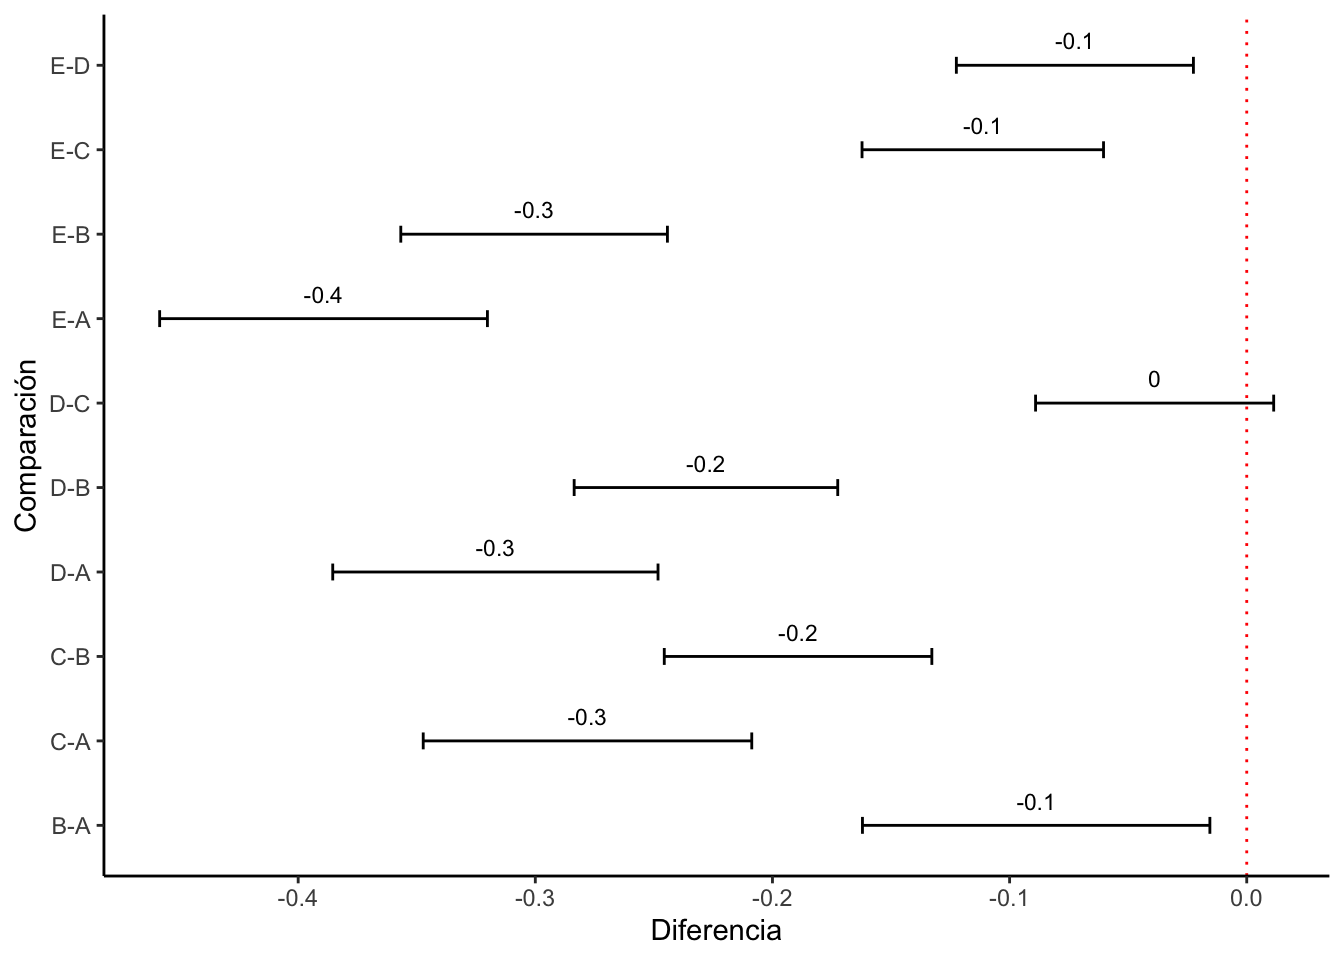 Comparación
E-D
-0.1
E-C
-0.1
E-B
-0.3
E-A
-0.4
D-C
0
D-B
-0.2
D-A
-0.3
C-B
-0.2
C-A
-0.3
B-A
-0.1
-0.4 -0.3 -0.2 -0.1 0.0
Diferencia